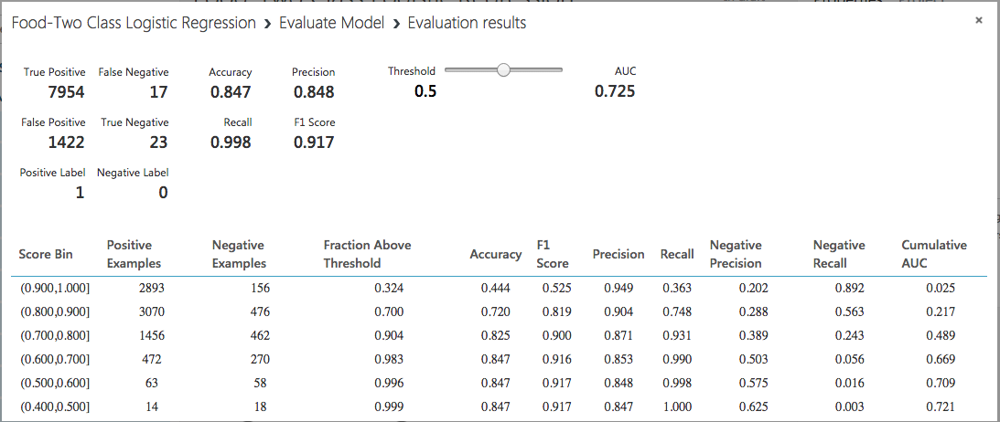 Food-Two Class Logistic Regression › Evaluate Model › Evaluation results ×
True Positive False Negative Accuracy Precision Threshold AUC
7954 17 0.847 0.848 0.5 0.725
False Positive True Negative Recall F1 Score
1422 23 0.998 0.917
Positive Label Negative Label
1 0
Score Bin Positive Examples Negative Examples Fraction Above Threshold Accuracy F1 Score Precision Recall Negative Precision Negative Recall Cumulative AUC
(0.900,1.000] 2893 156 0.324 0.444 0.525 0.949 0.363 0.202 0.892 0.025
(0.800,0.900] 3070 476 0.700 0.720 0.819 0.904 0.748 0.288 0.563 0.217
(0.700,0.800] 1456 462 0.904 0.825 0.900 0.871 0.931 0.389 0.243 0.489
(0.600,0.700] 472 270 0.983 0.847 0.916 0.853 0.990 0.503 0.056 0.669
(0.500,0.600] 63 58 0.996 0.847 0.917 0.848 0.998 0.575 0.016 0.709
(0.400,0.500] 14 18 0.999 0.847 0.917 0.847 1.000 0.625 0.003 0.721